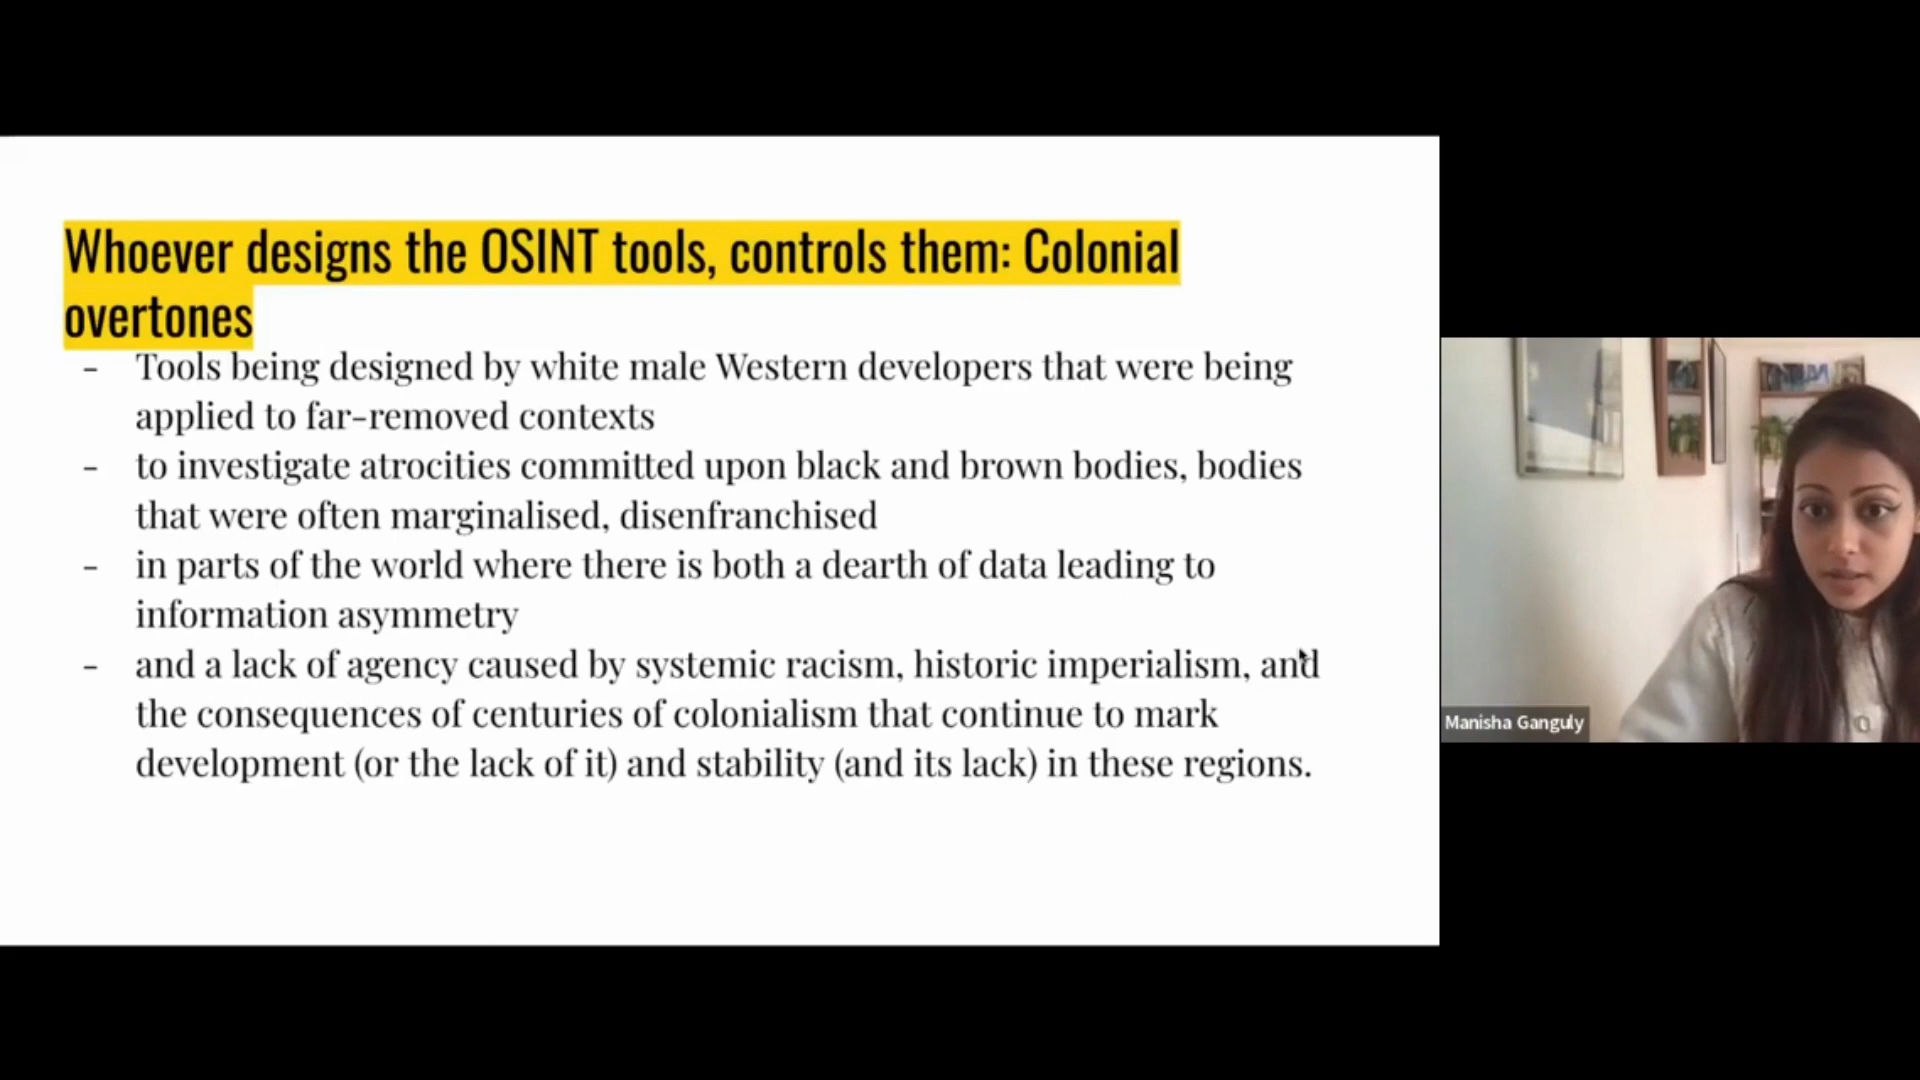 Whoever designs the OSINT tools, controls them: Colonial
overtones
- Tools being designed by white male Western developers that were being
applied to far-removed contexts
- to investigate atrocities committed upon black and brown bodies, bodies
that were often marginalised, disenfranchised
- in parts of the world where there is both a dearth of data leading to
information asymmetry
- and a lack of agency caused by systemic racism, historic imperialism, and
the consequences of centuries of colonialism that continue to mark
development (or the lack of it) and stability (and its lack) in these regions.
Manisha Ganguly